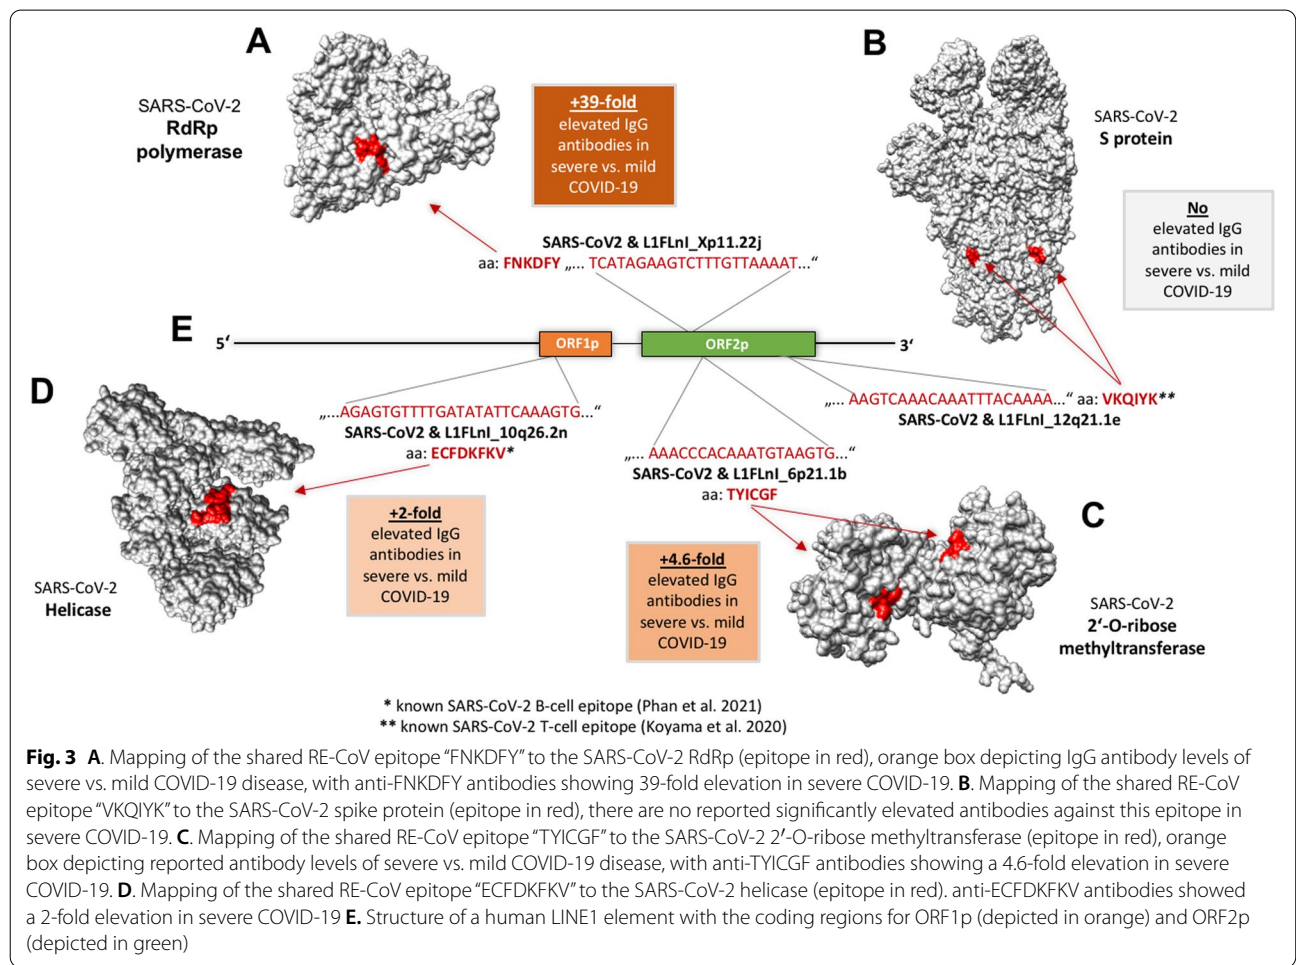 A
SARS-CoV-2
RdRp
polymerase
+39-fold
elevated IgG
antibodies in
severe vs. mild
COVID-19
B
SARS-CoV-2
S protein
No
elevated IgG
antibodies in
severe vs. mild
COVID-19
SARS-CoV2 & L1FLnI_Xp11.22j
aa: FNKDFY „... TCATAGAAGTCTTTGTTAAAAT...“
E
5‘
ORF1p
ORF2p
3‘
D
„...AGAGTGTTTTGATATATTCAAAGTG...“
SARS-CoV2 & L1FLnI_10q26.2n
aa: ECFDKFKV*
„... AAGTCAAACAAATTTACAAAA...“ aa: VKQIYK**
SARS-CoV2 & L1FLnI_12q21.1e
„... AAACCCACAAATGTAAGTG...“
SARS-CoV2 & L1FLnI_6p21.1b
aa: TYICGF
+2-fold
elevated IgG
antibodies in
severe vs. mild
COVID-19
SARS-CoV-2
Helicase
+4.6-fold
elevated IgG
antibodies in
severe vs. mild
COVID-19
C
SARS-CoV-2
2‘-O-ribose
methyltransferase
* known SARS-CoV-2 B-cell epitope (Phan et al. 2021)
** known SARS-CoV-2 T-cell epitope (Koyama et al. 2020)
Fig. 3 A. Mapping of the shared RE-CoV epitope “FNKDFY” to the SARS-CoV-2 RdRp (epitope in red), orange box depicting IgG antibody levels of
severe vs. mild COVID-19 disease, with anti-FNKDFY antibodies showing 39-fold elevation in severe COVID-19. B. Mapping of the shared RE-CoV
epitope “VKQIYK” to the SARS-CoV-2 spike protein (epitope in red), there are no reported significantly elevated antibodies against this epitope in
severe COVID-19. C. Mapping of the shared RE-CoV epitope “TYICGF” to the SARS-CoV-2 2′-O-ribose methyltransferase (epitope in red), orange
box depicting reported antibody levels of severe vs. mild COVID-19 disease, with anti-TYICGF antibodies showing a 4.6-fold elevation in severe
COVID-19. D. Mapping of the shared RE-CoV epitope “ECFDKFKV” to the SARS-CoV-2 helicase (epitope in red). anti-ECFDKFKV antibodies showed
a 2-fold elevation in severe COVID-19 E. Structure of a human LINE1 element with the coding regions for ORF1p (depicted in orange) and ORF2p
(depicted in green)